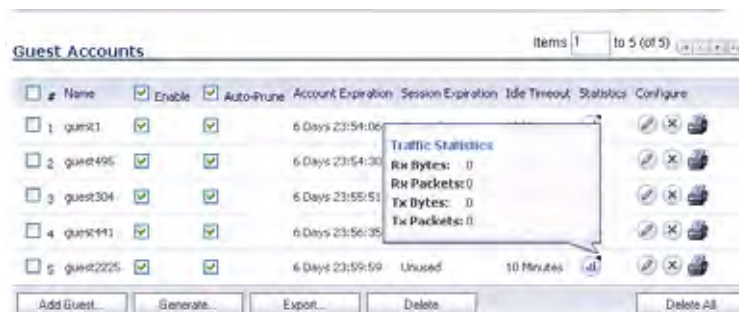 Guest Accounts
Items 1 to 5 (of 5)
# Name Enable Auto-Prune Account Expiration Session Expiration Idle Timeout Statistics Configure
1 guest1 6 Days 23:54:06
2 guest495 6 Days 23:54:30
3 guest304 6 Days 23:55:51
4 guest441 6 Days 23:56:35
Traffic Statistics
Rx Bytes: 0
Rx Packets: 0
Tx Bytes: 0
Tx Packets: 0
5 guest2225 6 Days 23:59:59 Unused 10 Minutes
Add Guest... Generate... Export... Delete Delete All